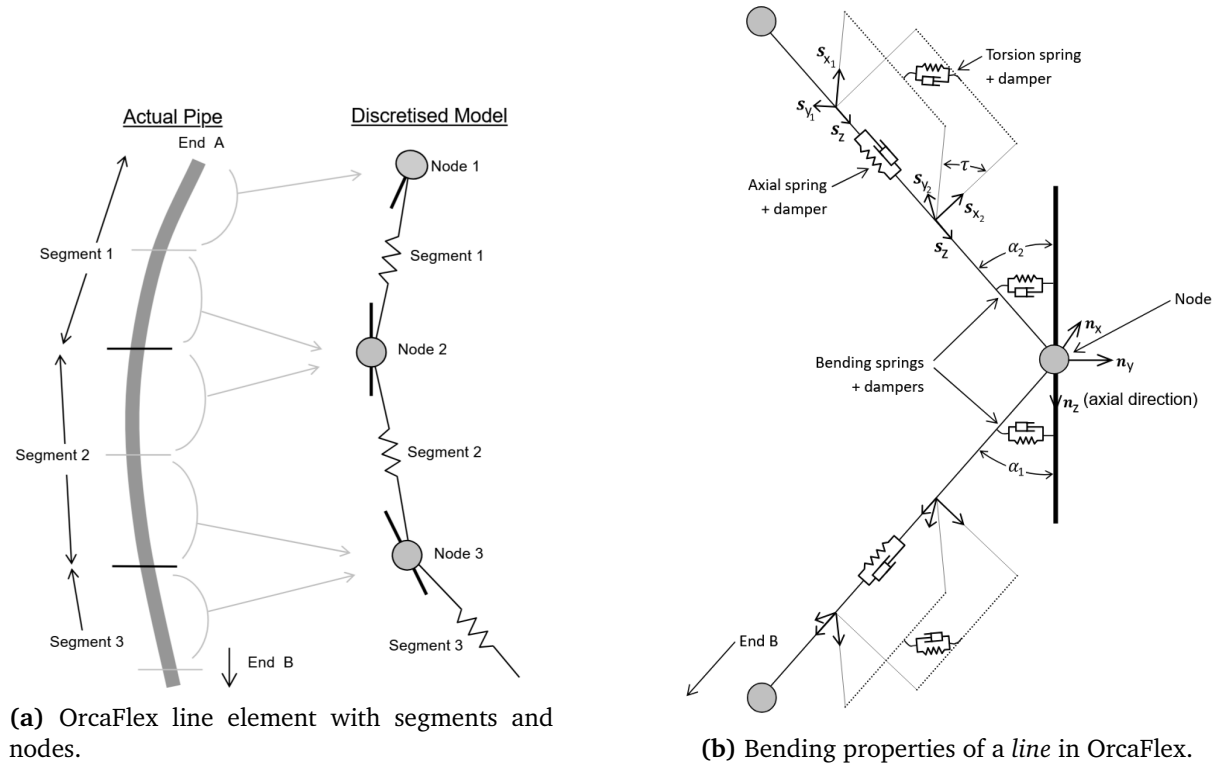 Actual Pipe
End A
Segment 1
Segment 2
Segment 3
End B
Discretised Model
Node 1
Segment 1
Node 2
Segment 2
Node 3
Segment 3
(a) OrcaFlex line element with segments and
nodes.
Torsion spring
+ damper
s_x₁
s_y₁
s_z
Axial spring
+ damper
τ
s_y₂
s_x₂
s_z
α₂
Node
n_x
n_y
Bending springs
+ dampers
n_z (axial direction)
α₁
End B
(b) Bending properties of a line in OrcaFlex.